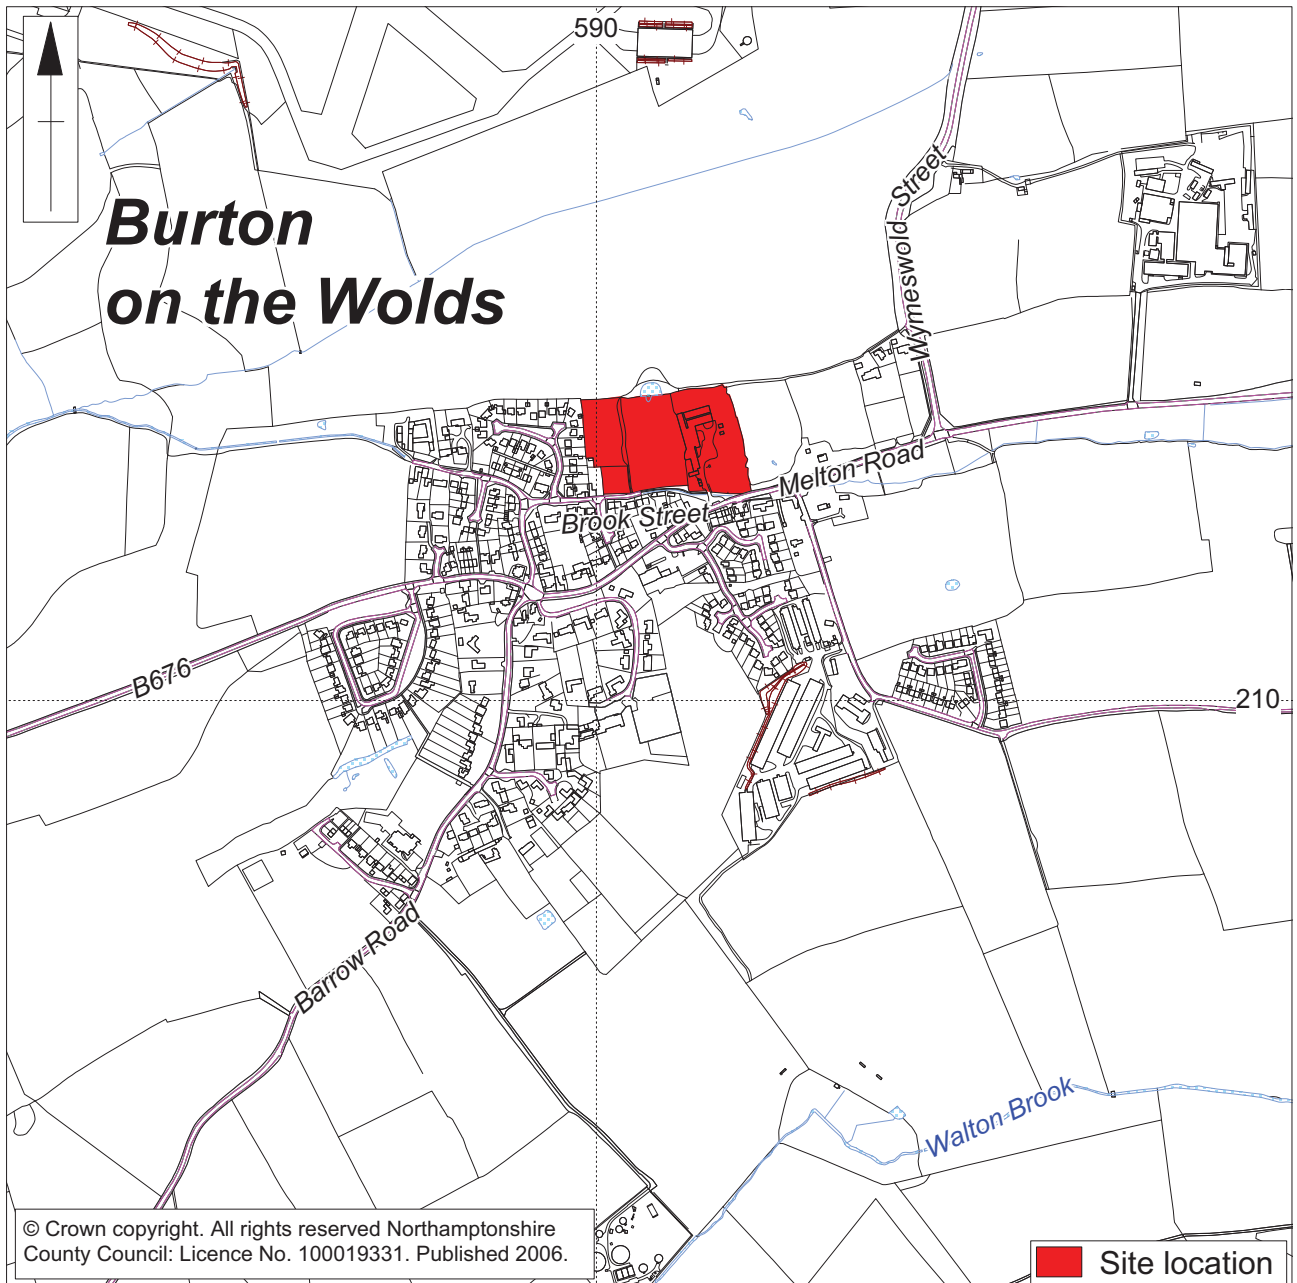 590
Wymeswold Street
Burton
on the Wolds
Melton Road
Brook Street
B676
210
Barrow Road
Walton Brook
© Crown copyright. All rights reserved Northamptonshire
County Council: Licence No. 100019331. Published 2006.
Site location